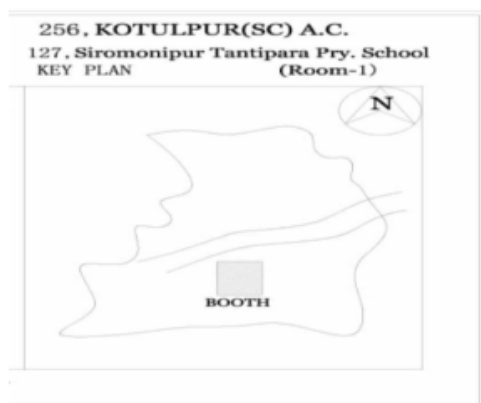 256, KOTULPUR(SC) A.C.
127, Siromonipur Tantipara Pry. School
KEY PLAN (Room-1)
N
BOOTH